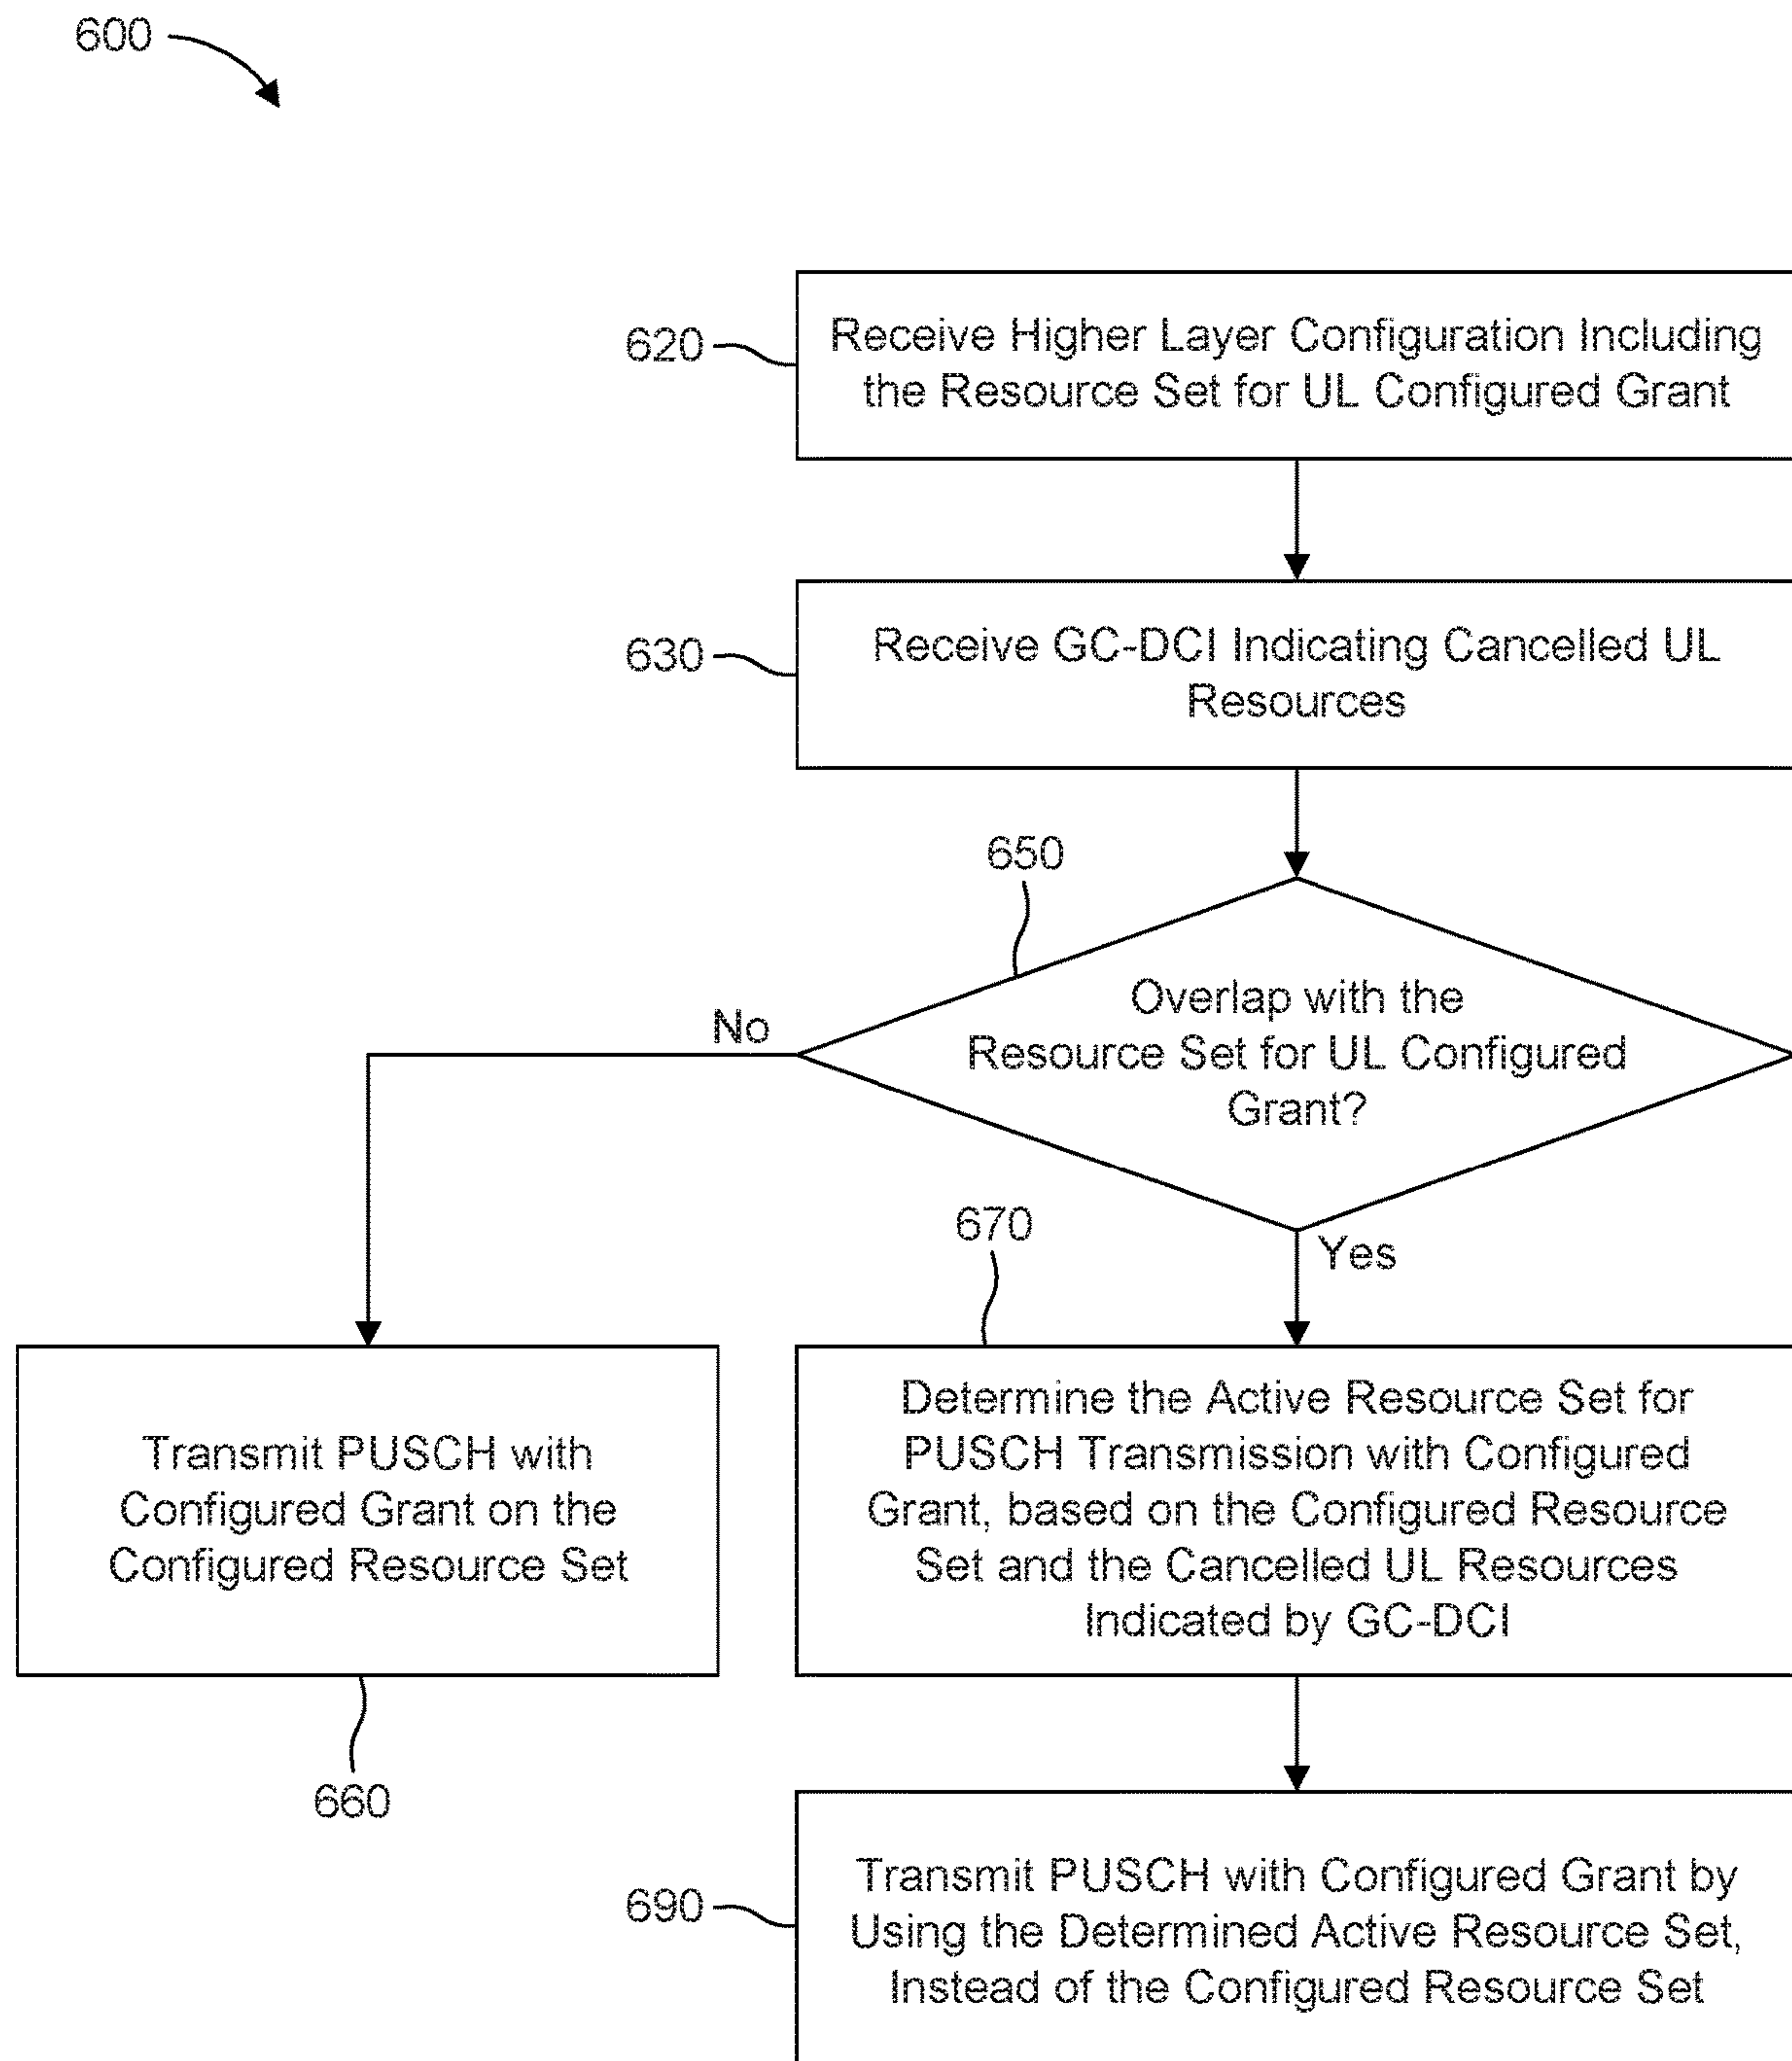 600
620
Receive Higher Layer Configuration Including
the Resource Set for UL Configured Grant
630
Receive GC-DCI Indicating Cancelled UL
Resources
650
Overlap with the
Resource Set for UL Configured
Grant?
No
Yes
670
Transmit PUSCH with
Configured Grant on the
Configured Resource Set
660
Determine the Active Resource Set for
PUSCH Transmission with Configured
Grant, based on the Configured Resource
Set and the Cancelled UL Resources
Indicated by GC-DCI
690
Transmit PUSCH with Configured Grant by
Using the Determined Active Resource Set,
Instead of the Configured Resource Set